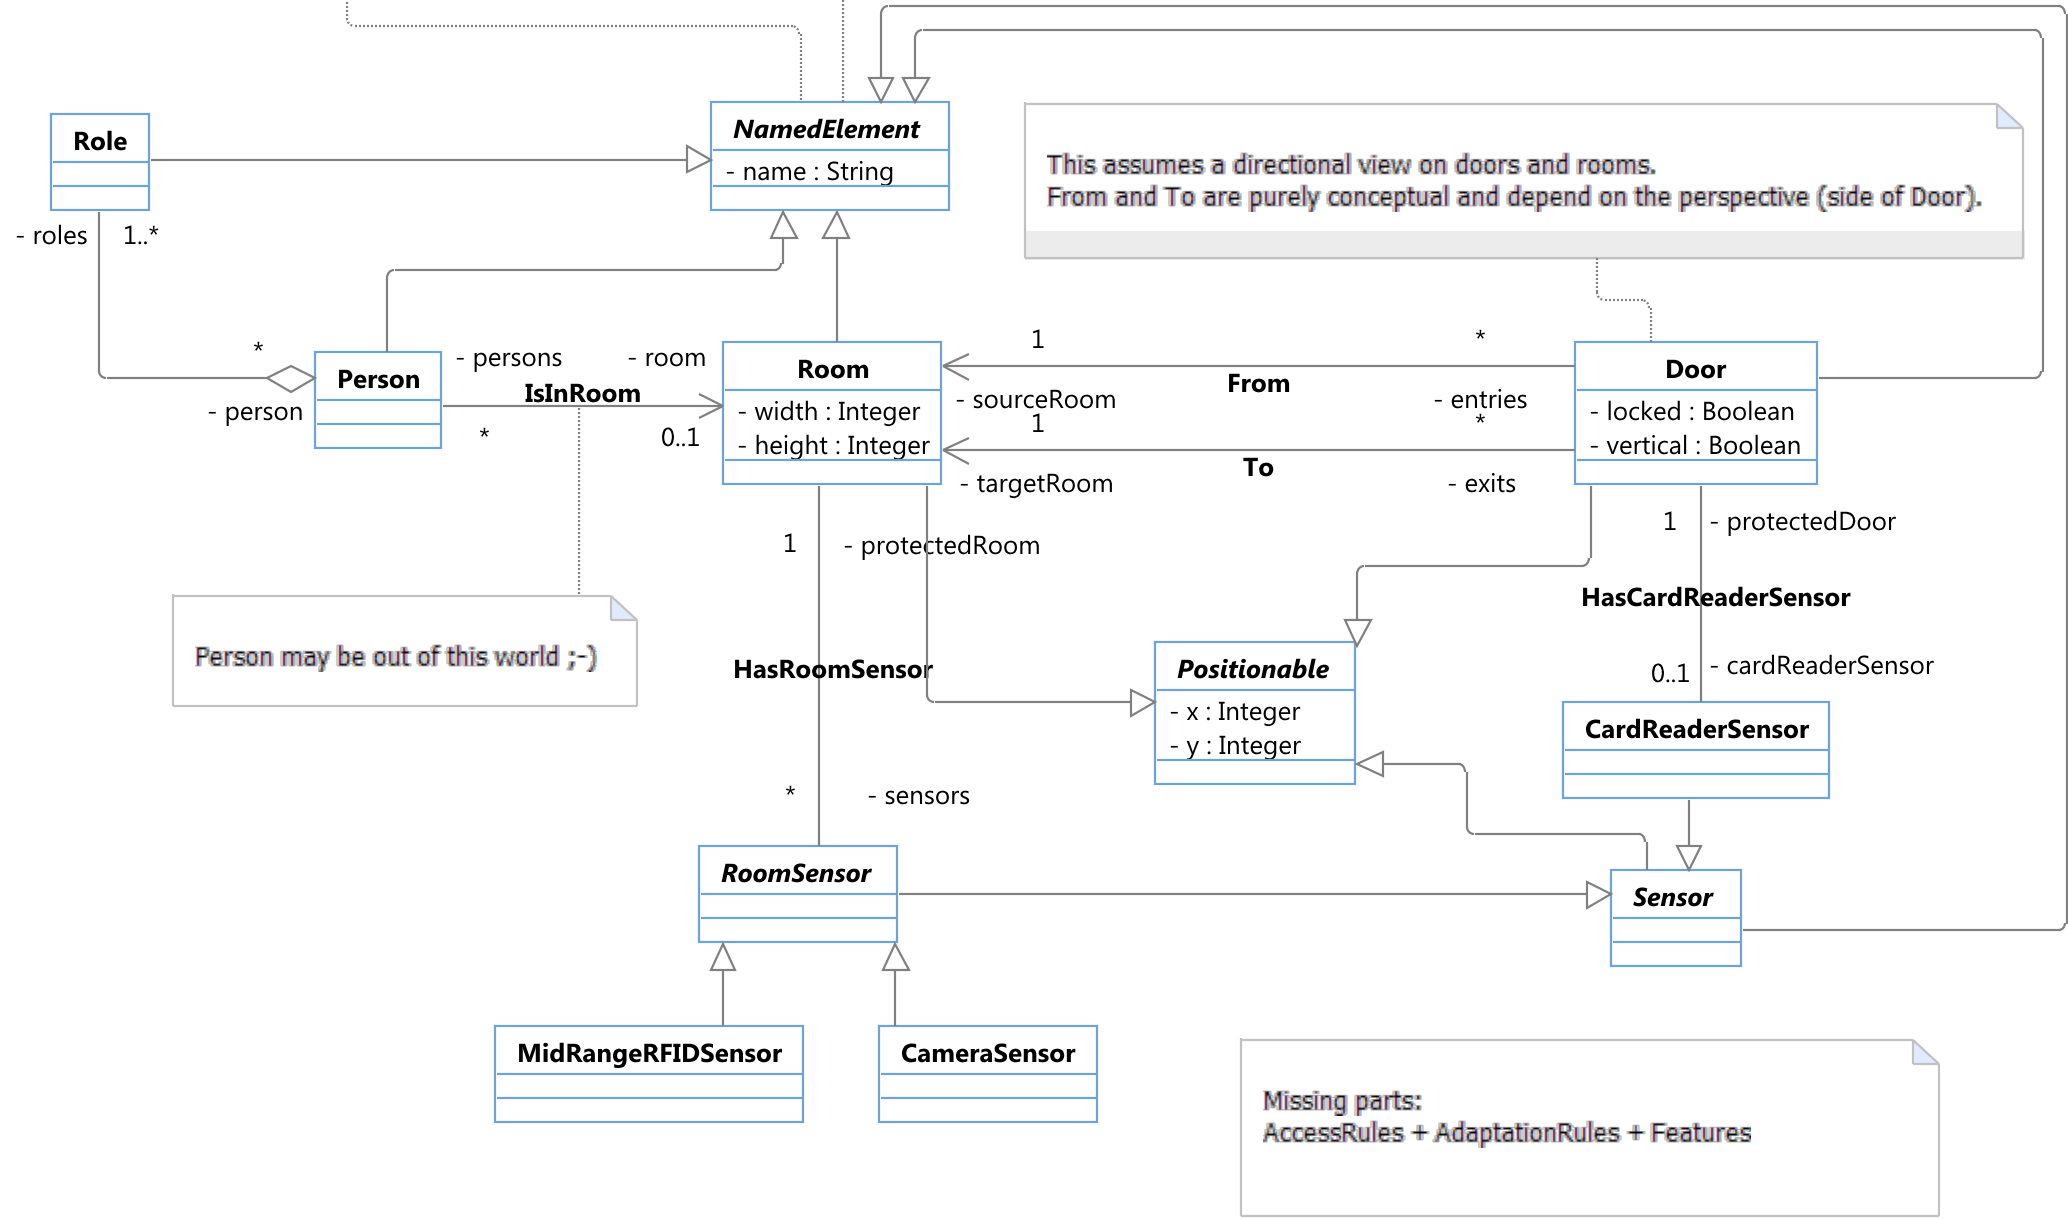 NamedElement
- name : String
Role
This assumes a directional view on doors and rooms.
From and To are purely conceptual and depend on the perspective (side of Door).
- roles
1..*
*
- person
Person
- persons
- room
IsInRoom
*
0..1
Room
- width : Integer
- height : Integer
1
*
From
- sourceRoom
- entries
1
*
To
- targetRoom
- exits
Door
- locked : Boolean
- vertical : Boolean
1
- protectedRoom
HasRoomSensor
*
- sensors
1
- protectedDoor
HasCardReaderSensor
0..1
- cardReaderSensor
Person may be out of this world ;-)
Positionable
- x : Integer
- y : Integer
CardReaderSensor
RoomSensor
Sensor
MidRangeRFIDSensor
CameraSensor
Missing parts:
AccessRules + AdaptationRules + Features